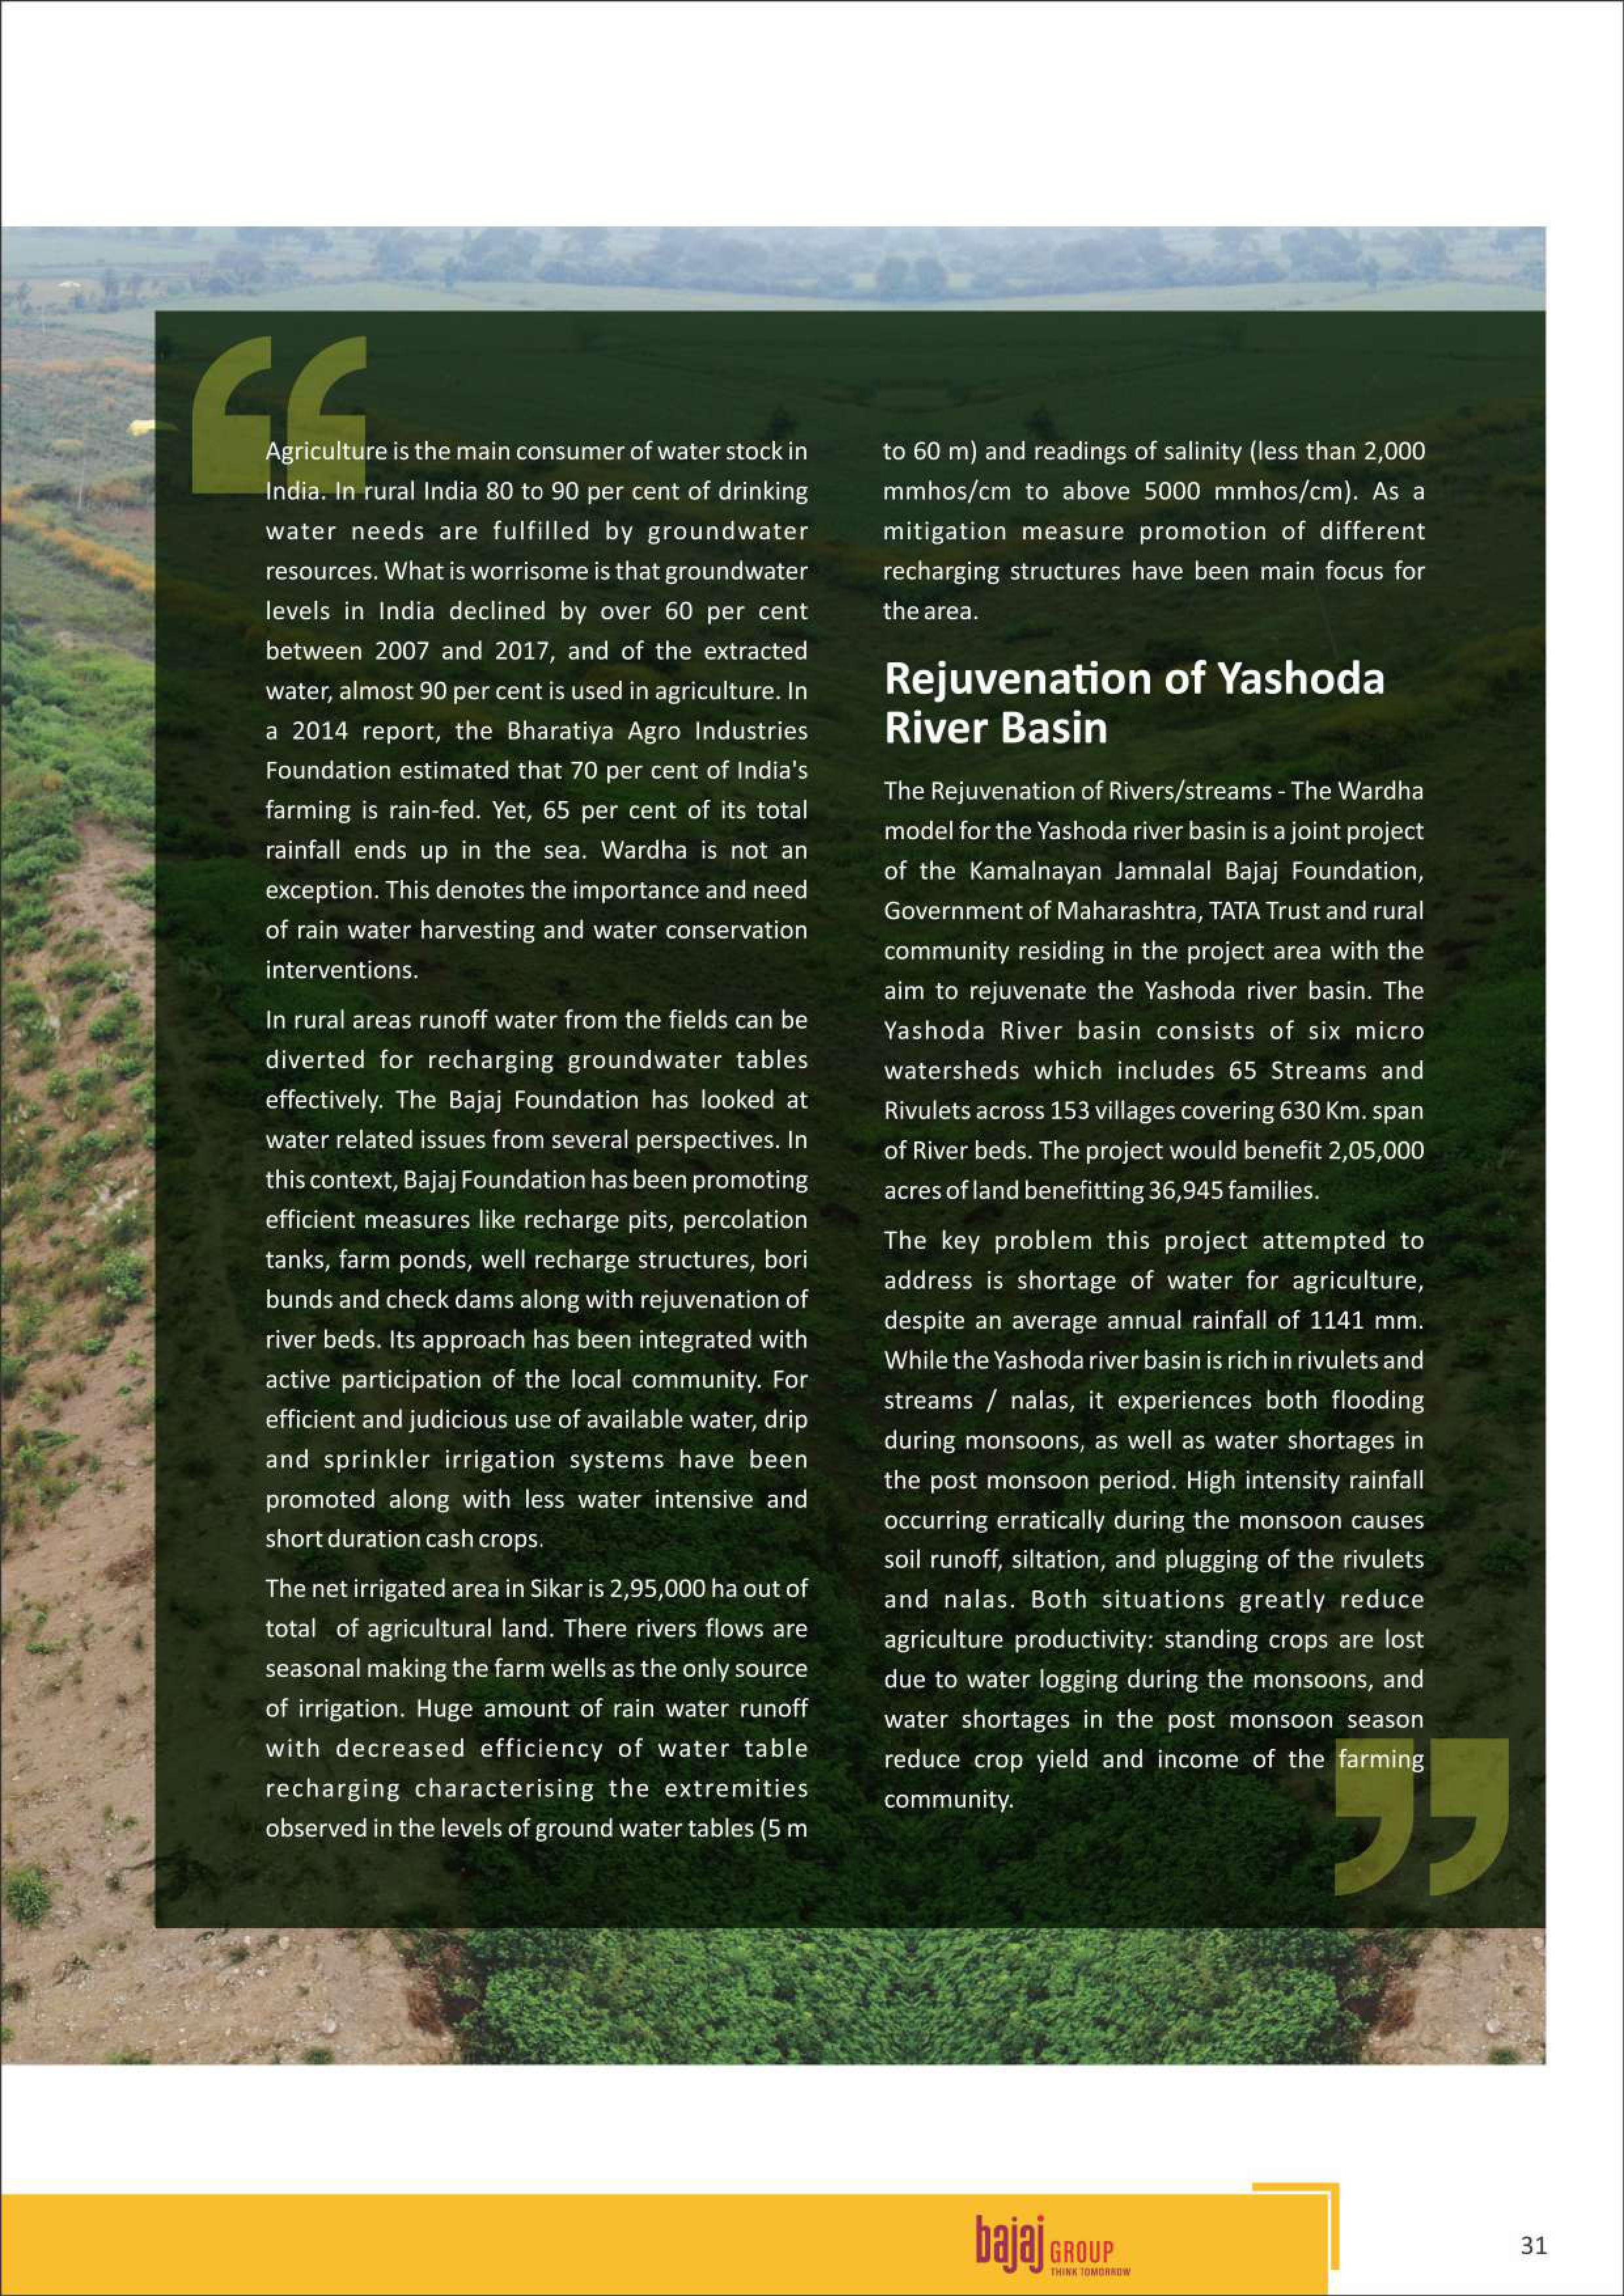 Agriculture is the main consumer of water stock in
India. In rural India 80 to 90 per cent of drinking
water needs are fulfilled by groundwater
resources. What is worrisome is that groundwater
levels in India declined by over 60 per cent
between 2007 and 2017, and of the extracted
water, almost 90 per cent is used in agriculture. In
a 2014 report, the Bharatiya Agro Industries
Foundation estimated that 70 per cent of India's
farming is rain-fed. Yet, 65 per cent of its total
rainfall ends up in the sea. Wardha is not an
exception. This denotes the importance and need
of rain water harvesting and water conservation
interventions.
In rural areas runoff water from the fields can be
diverted for recharging groundwater tables
effectively. The Bajaj Foundation has looked at
water related issues from several perspectives. In
this context, Bajaj Foundation has been promoting
efficient measures like recharge pits, percolation
tanks, farm ponds, well recharge structures, bori
bunds and check dams along with rejuvenation of
river beds. Its approach has been integrated with
active participation of the local community. For
efficient and judicious use of available water, drip
and sprinkler irrigation systems have been
promoted along with less water intensive and
short duration cash crops.
The net irrigated area in Sikar is 2,95,000 ha out of
total of agricultural land. There rivers flows are
seasonal making the farm wells as the only source
of irrigation. Huge amount of rain water runoff
with decreased efficiency of water table
recharging characterising the extremities
observed in the levels of ground water tables (5 m
to 60 m) and readings of salinity (less than 2,000
mmhos/cm to above 5000 mmhos/cm). As a
mitigation measure promotion of different
recharging structures have been main focus for
the area.
Rejuvenation of Yashoda
River Basin
The Rejuvenation of Rivers/streams - The Wardha
model for the Yashoda river basin is a joint project
of the Kamalnayan Jamnalal Bajaj Foundation,
Government of Maharashtra, TATA Trust and rural
community residing in the project area with the
aim to rejuvenate the Yashoda river basin. The
Yashoda River basin consists of six micro
watersheds which includes 65 Streams and
Rivulets across 153 villages covering 630 Km. span
of River beds. The project would benefit 2,05,000
acres of land benefitting 36,945 families.
The key problem this project attempted to
address is shortage of water for agriculture,
despite an average annual rainfall of 1141 mm.
While the Yashoda river basin is rich in rivulets and
streams / nalas, it experiences both flooding
during monsoons, as well as water shortages in
the post monsoon period. High intensity rainfall
occurring erratically during the monsoon causes
soil runoff, siltation, and plugging of the rivulets
and nalas. Both situations greatly reduce
agriculture productivity: standing crops are lost
due to water logging during the monsoons, and
water shortages in the post monsoon season
reduce crop yield and income of the farming
community.
bajaj GROUP
THINK TOMORROW
31